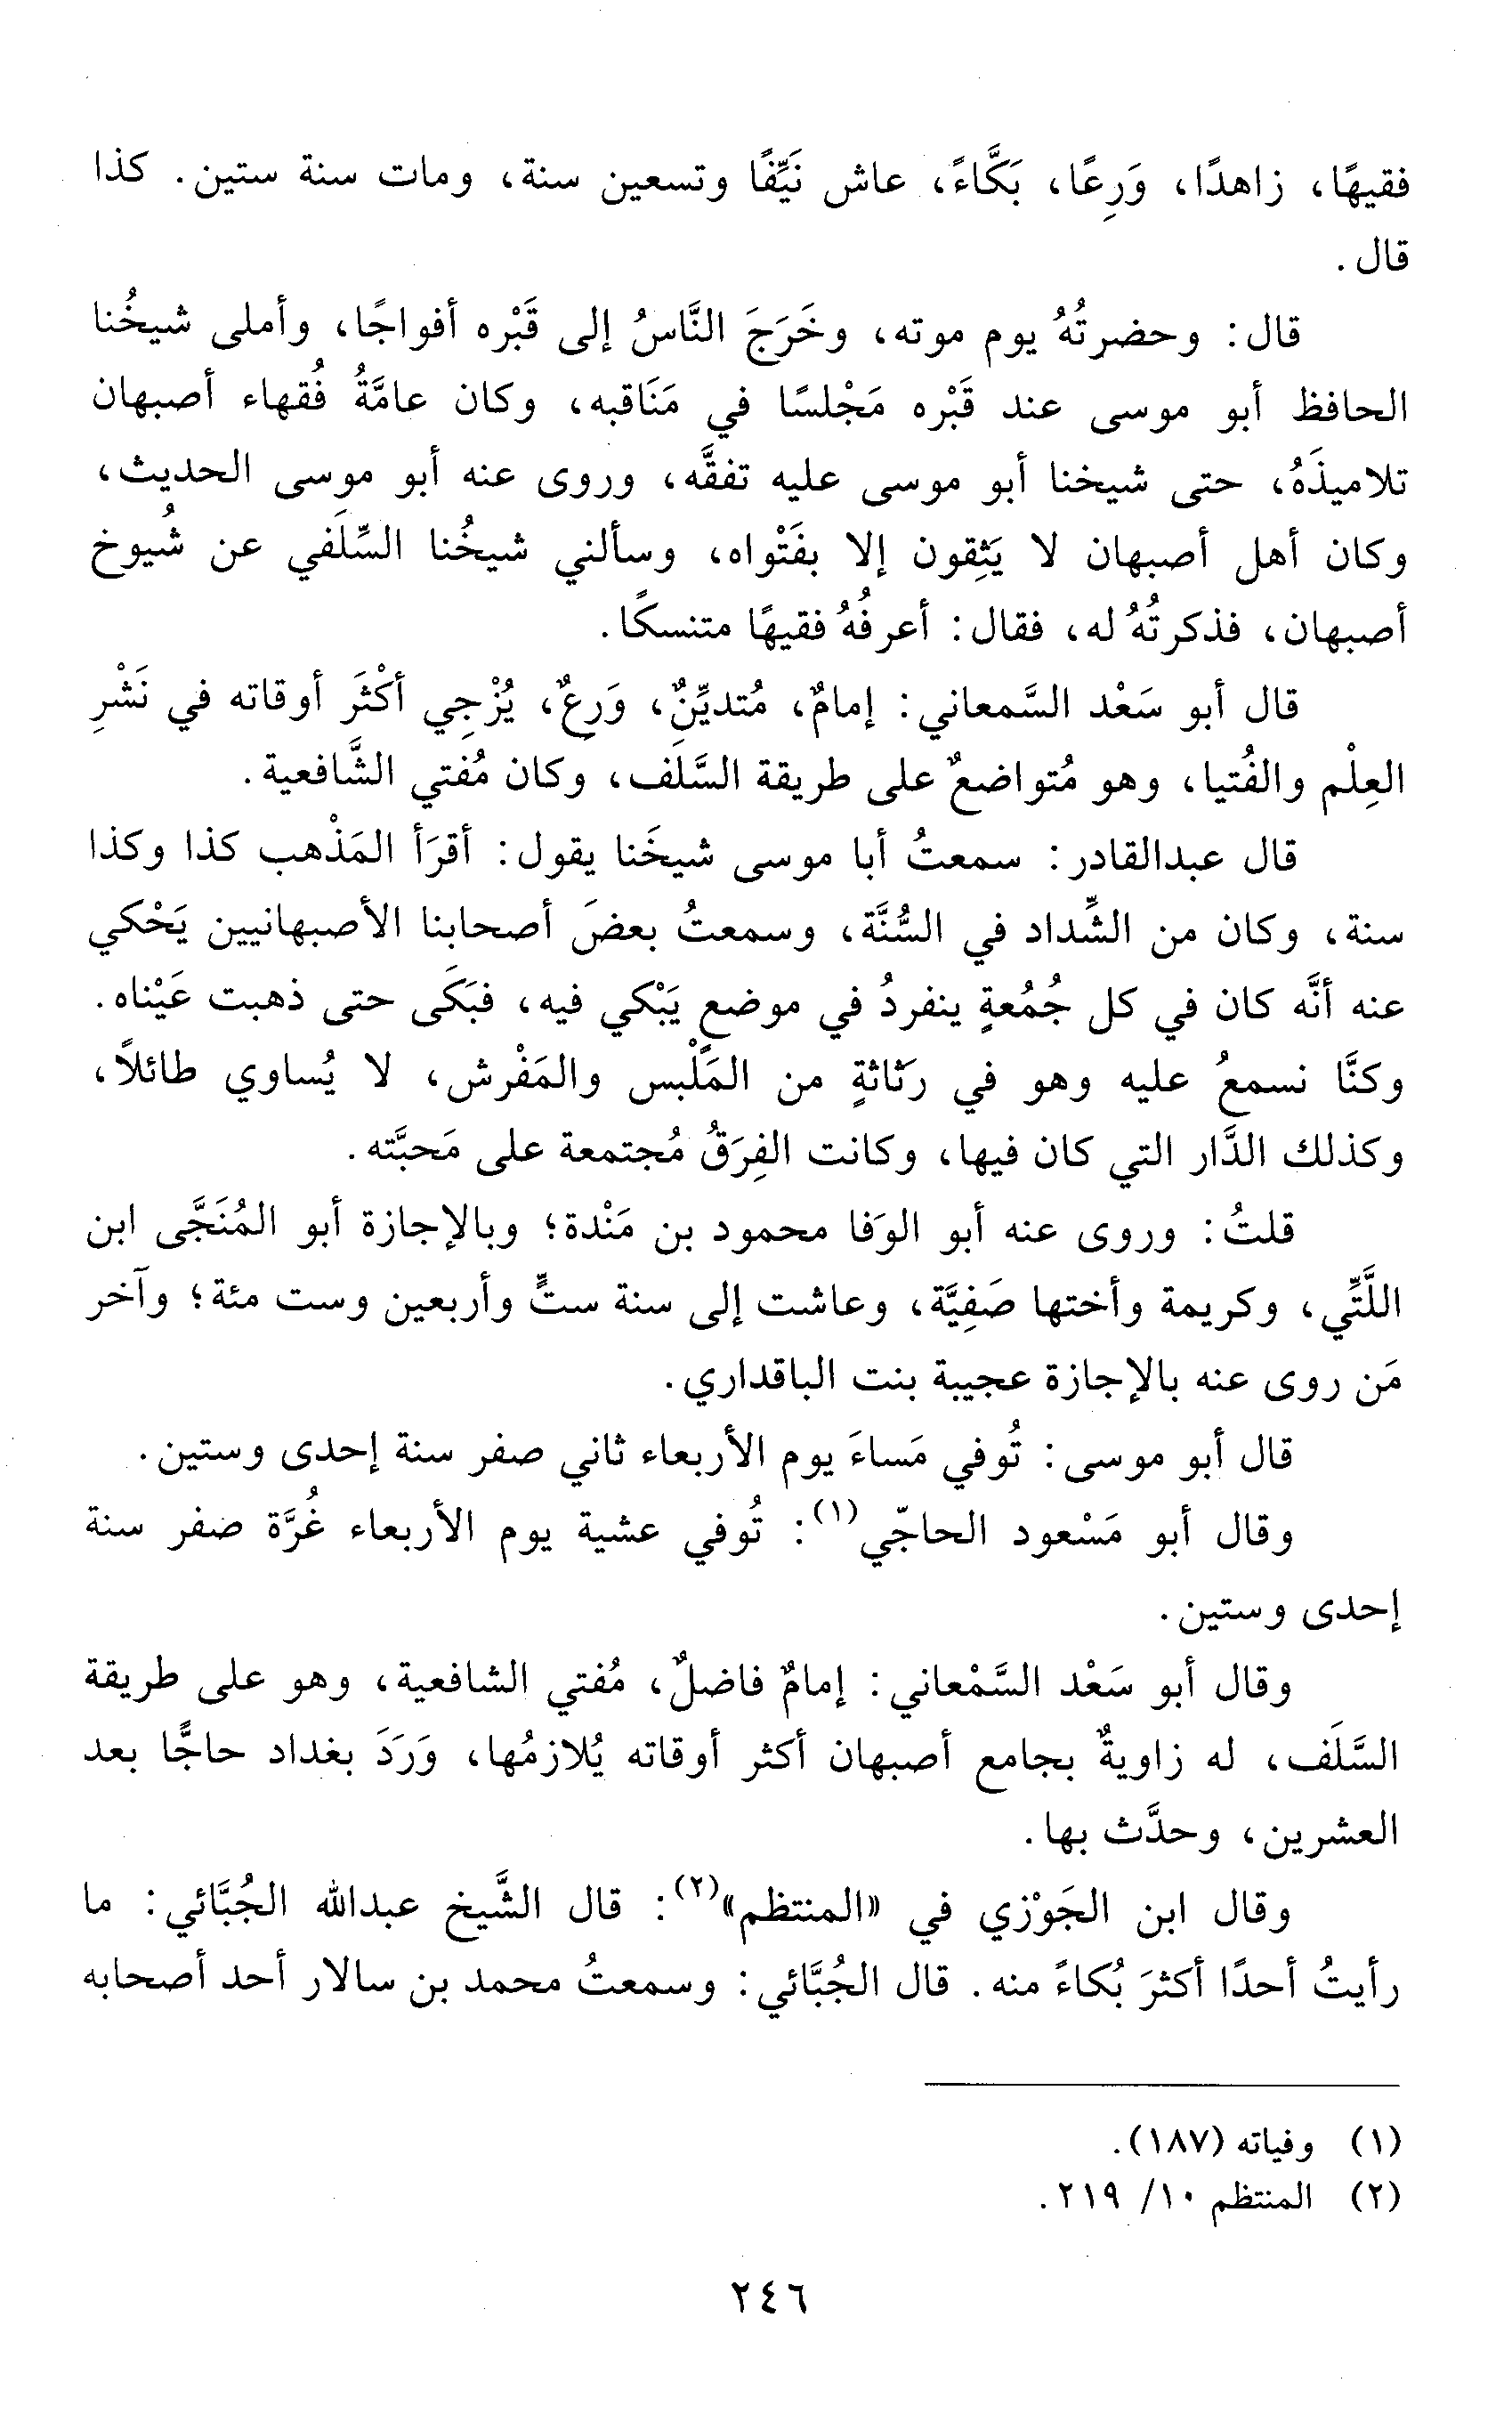 فقيهًا، زاهدًا، وَرِعًا، بَكَّاءً، عاش نَيِّفًا وتسعين سنة، ومات سنة ستين. كذا
قال.
قال: وحضرتُهُ يوم موته، وخَرَجَ النَّاسُ إلى قَبْره أفواجًا، وأملى شيخُنا
الحافظ أبو موسى عند قَبْره مَجْلسًا في مَنَاقبه، وكان عامَّةُ فُقهاء أصبهان
تلاميذَهُ، حتى شيخنا أبو موسى عليه تفقَّه، وروى عنه أبو موسى الحديث،
وكان أهل أصبهان لا يَثِقون إلا بفَتْواه، وسألني شيخُنا السِّلَفي عن شُيوخ
أصبهان، فذكرتُهُ له، فقال: أعرفُهُ فقيهًا متنسكًا.
قال أبو سَعْد السَّمعاني: إمامٌ، مُتديِّنٌ، وَرِعٌ، يُزْجِي أكْثَر أوقاته في نَشْرِ
العِلْم والفُتيا، وهو مُتواضعٌ على طريقة السَّلَف، وكان مُفتي الشَّافعية.
قال عبدالقادر: سمعتُ أبا موسى شيخَنا يقول: أقرَأ المَذْهب كذا وكذا
سنة، وكان من الشِّداد في السُّنَّة، وسمعتُ بعضَ أصحابنا الأصبهانيين يَحْكي
عنه أنَّه كان في كل جُمُعةٍ ينفردُ في موضعٍ يَبْكي فيه، فبَكَى حتى ذهبت عَيْناه.
وكنَّا نسمعُ عليه وهو في رَثاثةٍ من المَلْبس والمَفْرش، لا يُساوي طائلاً،
وكذلك الدَّار التي كان فيها، وكانت الفِرَقُ مُجتمعة على مَحبَّته.
قلتُ: وروى عنه أبو الوَفا محمود بن مَنْدة؛ وبالإجازة أبو المُنَجَّى ابن
اللَّتِّي، وكريمة وأختها صَفِيَّة، وعاشت إلى سنة ستٍّ وأربعين وست مئة؛ وآخر
مَن روى عنه بالإجازة عجيبة بنت الباقداري.
قال أبو موسى: تُوفي مَساءَ يوم الأربعاء ثاني صفر سنة إحدى وستين.
وقال أبو مَسْعود الحاجّي(١): تُوفي عشية يوم الأربعاء غُرَّة صفر سنة
إحدى وستين.
وقال أبو سَعْد السَّمْعاني: إمامٌ فاضلٌ، مُفتي الشافعية، وهو على طريقة
السَّلَف، له زاويةٌ بجامع أصبهان أكثر أوقاته يُلازمُها، وَرَدَ بغداد حاجًّا بعد
العشرين، وحدَّث بها.
وقال ابن الجَوْزي في «المنتظم»(٢): قال الشَّيخ عبدالله الجُبَّائي: ما
رأيتُ أحدًا أكثرَ بُكاءً منه. قال الجُبَّائي: وسمعتُ محمد بن سالار أحد أصحابه
(١) وفياته (١٨٧).
(٢) المنتظم ١٠/ ٢١٩.
٢٤٦